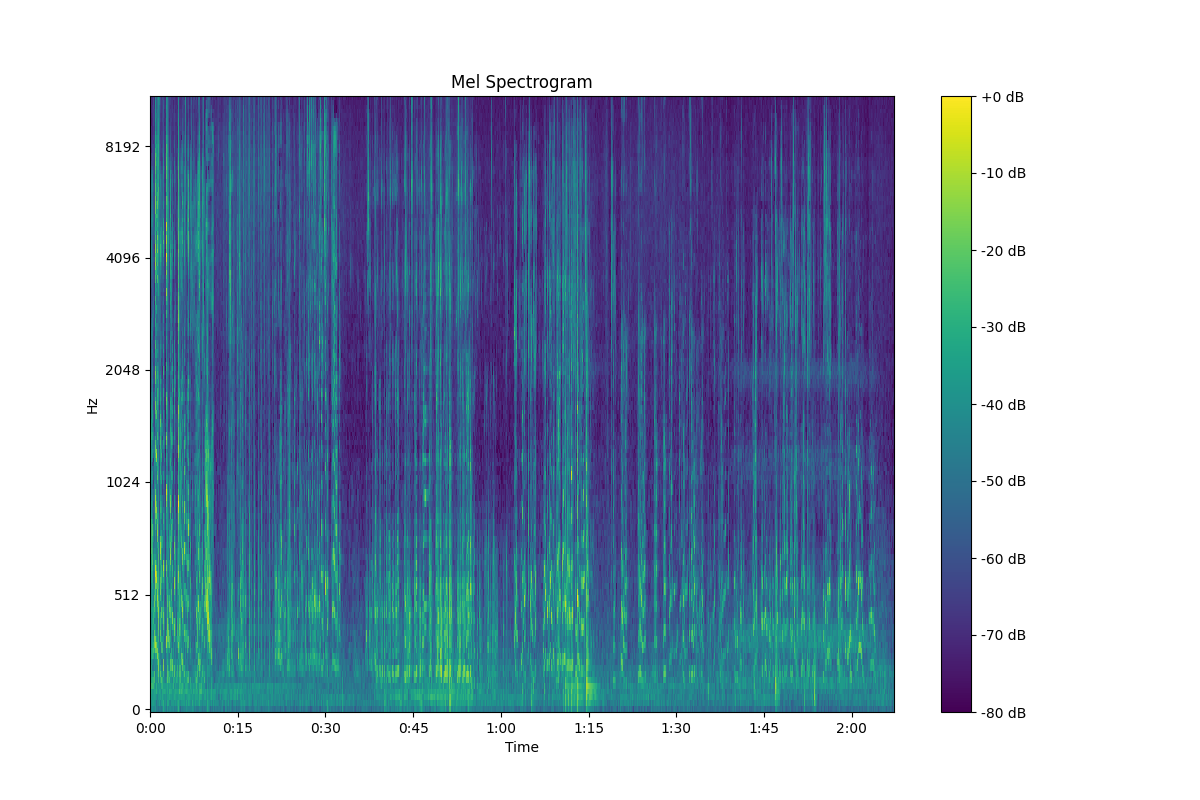 Mel Spectrogram
+0 dB
8192
-10 dB
-20 dB
4096
-30 dB
2048
Hz
-40 dB
1024
-50 dB
-60 dB
512
-70 dB
0
-80 dB
0:00 0:15 0:30 0:45 1:00 1:15 1:30 1:45 2:00
Time